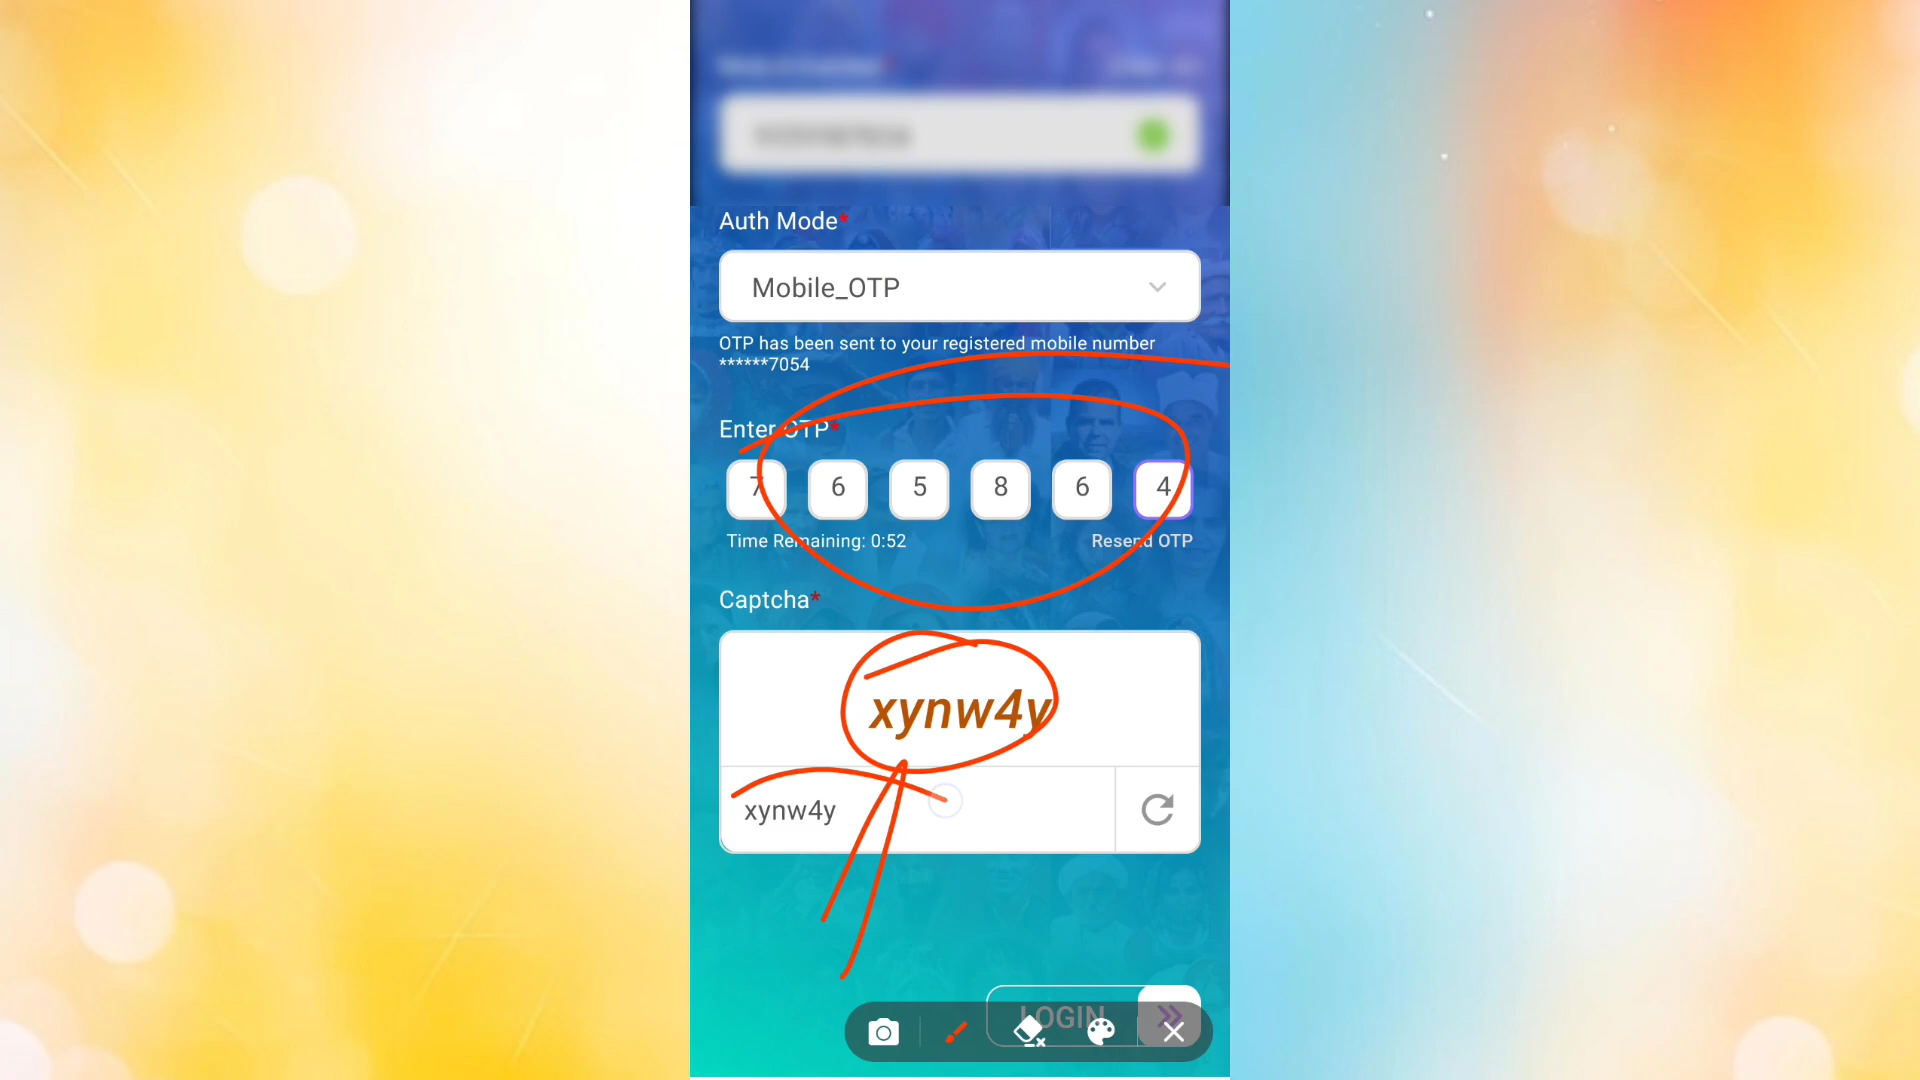 Auth Mode*
Mobile_OTP
OTP has been sent to your registered mobile number
******7054
Enter OTP*
7 6 5 8 6 4
Time Remaining: 0:52 Resend OTP
Captcha*
xynw4y
xynw4y
LOGIN